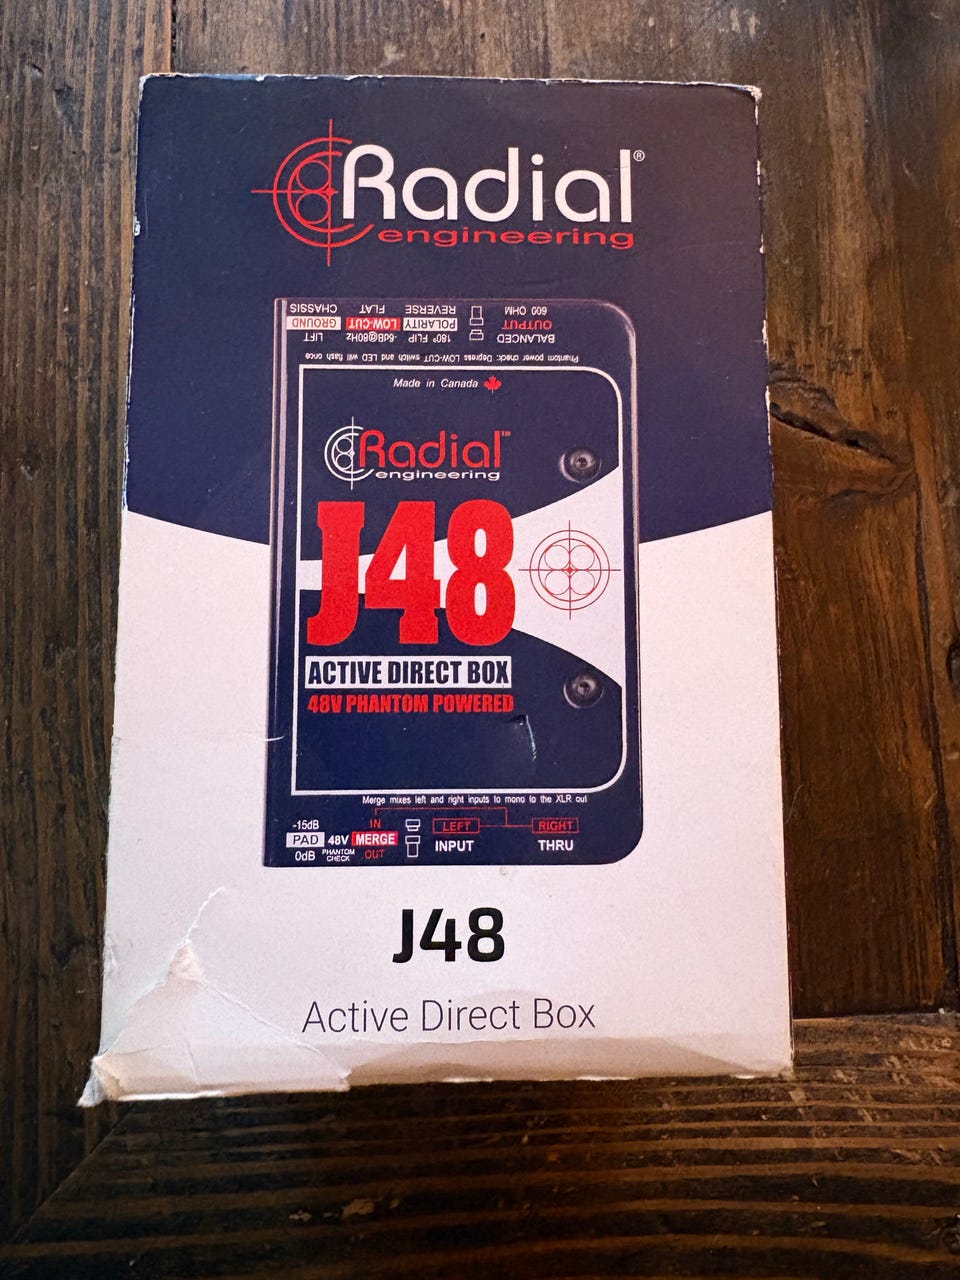 Radial®
engineering
CHASSIS FLAT REVERSE 600 OHM
GROUND LOW-CUT POLARITY OUTPUT
LIFT -6dB@80Hz 180° FLIP BALANCED
Phantom power check: Depress LOW-CUT switch and LED will flash once
Made in Canada
Radial™
engineering
J48
ACTIVE DIRECT BOX
48V PHANTOM POWERED
Merge mixes left and right inputs to mono to the XLR out
-15dB IN LEFT RIGHT
PAD 48V MERGE INPUT THRU
0dB PHANTOM CHECK OUT
J48
Active Direct Box